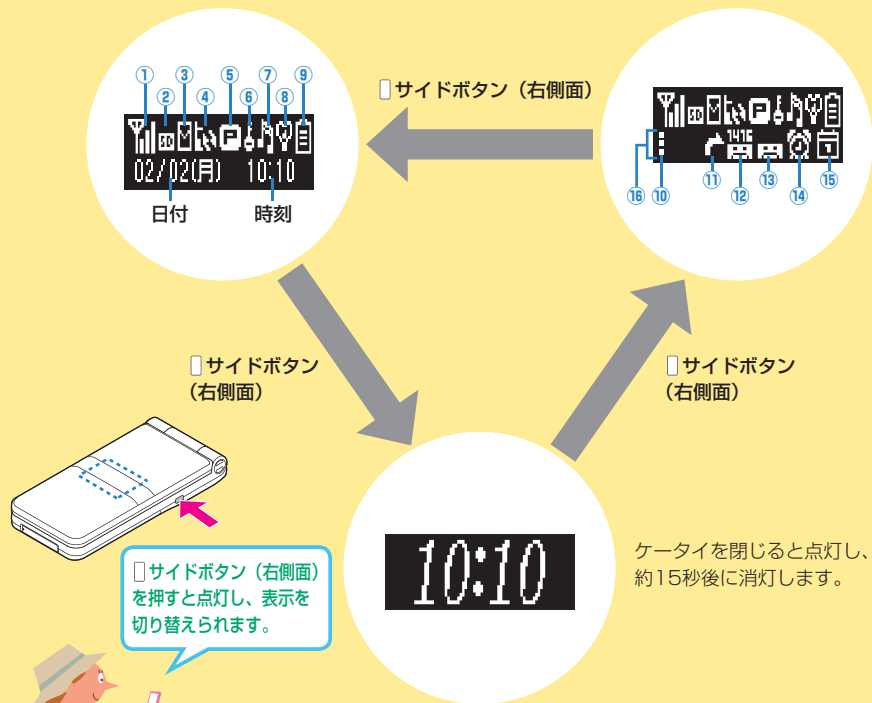 ① ③ ⑤ ⑦ ⑨
② ④ ⑥ ⑧
3D P
02/02(月) 10:10
日付 時刻
サイドボタン（右側面）
3D P
1416
1
⑯ ⑩ ⑪ ⑫ ⑬ ⑭ ⑮
サイドボタン
（右側面）
サイドボタン
（右側面）
10:10
ケータイを閉じると点灯し、
約15秒後に消灯します。
サイドボタン（右側面）
を押すと点灯し、表示を
切り替えられます。